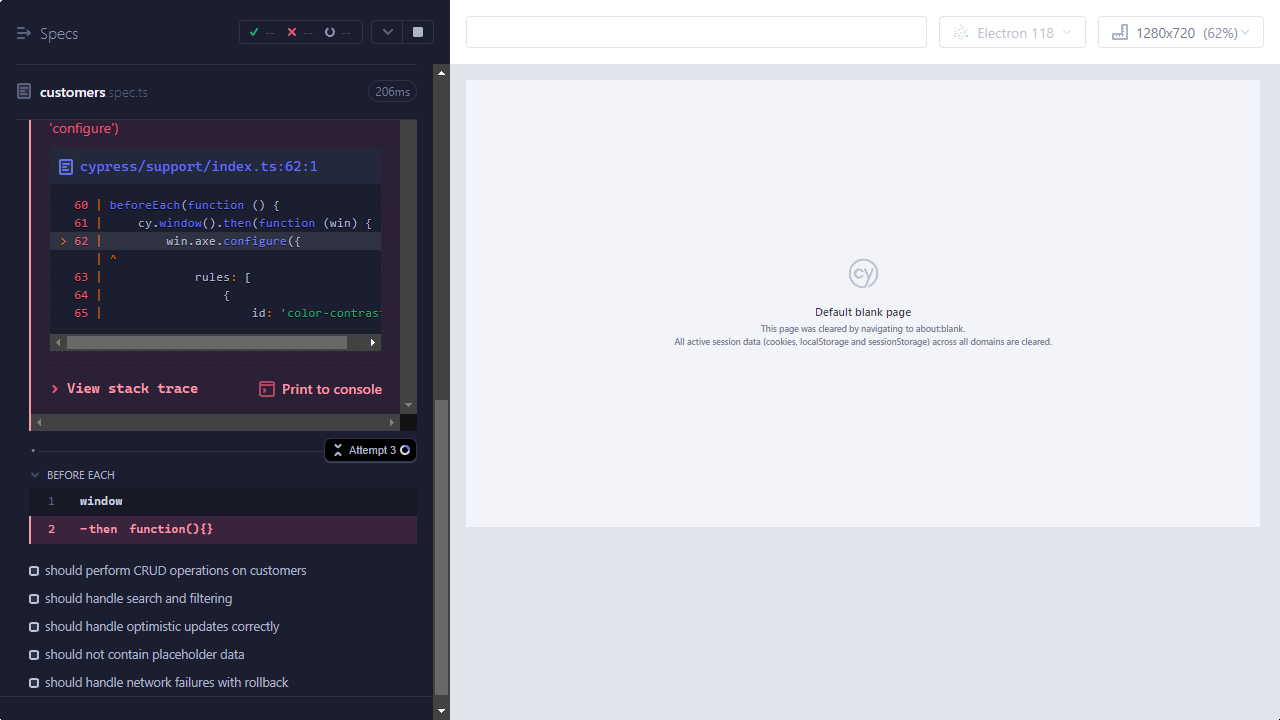 Specs
--
--
--
Electron 118
1280x720 (62%)
customers.spec.ts
206ms
'configure')
cypress/support/index.ts:62:1
60 | beforeEach(function () {
61 | cy.window().then(function (win) {
> 62 | win.axe.configure({
| ^
63 | rules: [
64 | {
65 | id: 'color-contras
View stack trace
Print to console
Attempt 3
BEFORE EACH
1 window
2 -then function(){}
should perform CRUD operations on customers
should handle search and filtering
should handle optimistic updates correctly
should not contain placeholder data
should handle network failures with rollback
cy
Default blank page
This page was cleared by navigating to about:blank.
All active session data (cookies, localStorage and sessionStorage) across all domains are cleared.